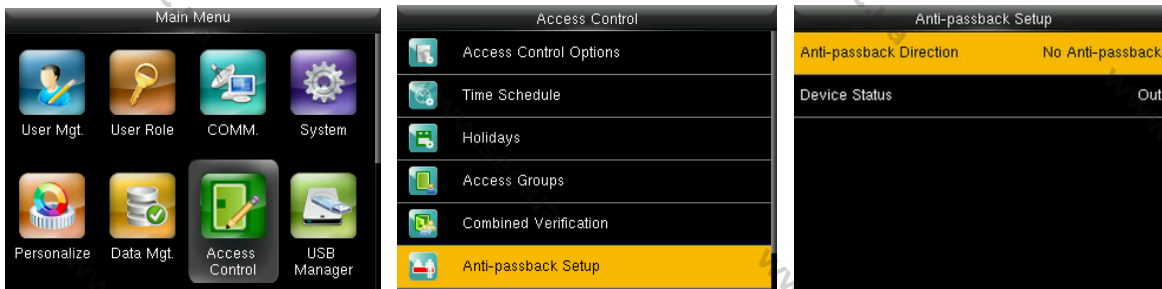 Main Menu
User Mgt.
User Role
COMM.
System
Personalize
Data Mgt.
Access
Control
USB
Manager
Access Control
Access Control Options
Time Schedule
Holidays
Access Groups
Combined Verification
Anti-passback Setup
Anti-passback Setup
Anti-passback Direction No Anti-passback
Device Status Out